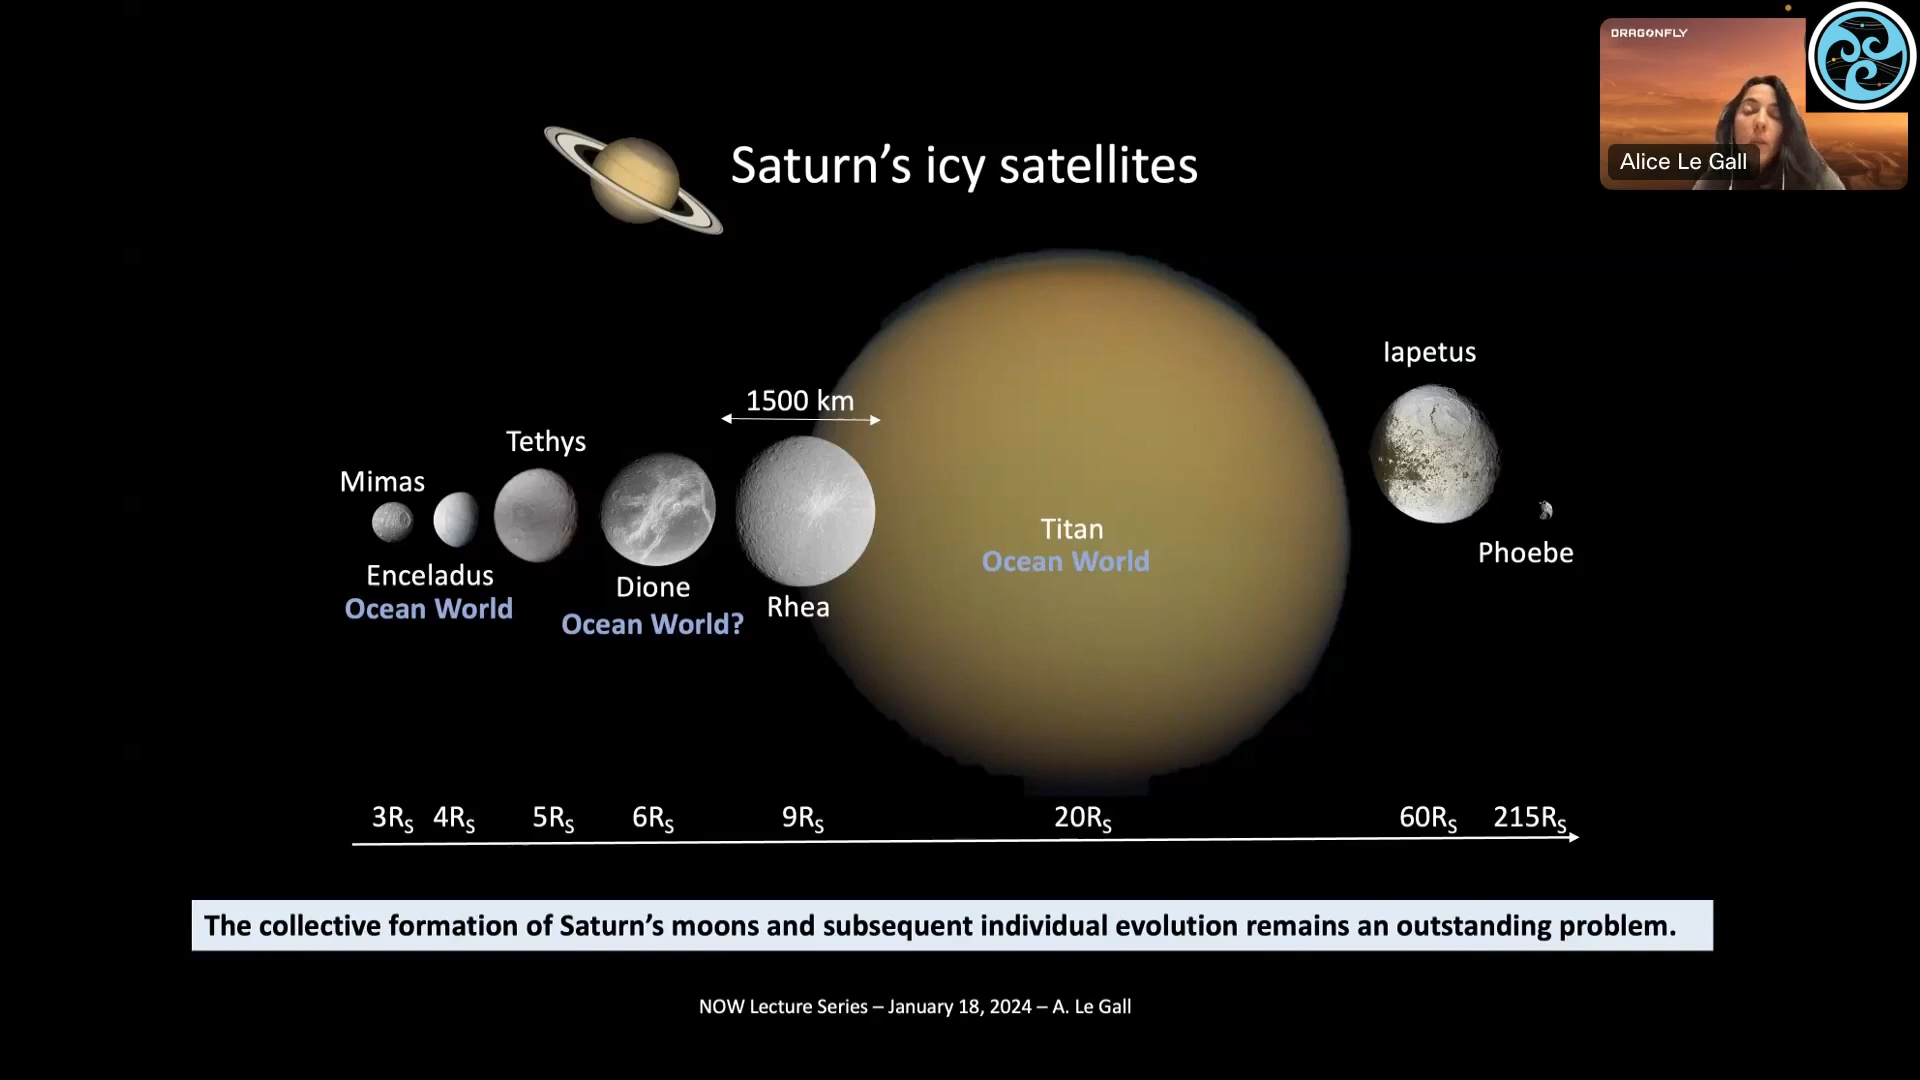 DRAGONFLY
Alice Le Gall
Saturn’s icy satellites
Iapetus
1500 km
Tethys
Mimas
Titan
Ocean World
Phoebe
Enceladus
Ocean World
Dione
Ocean World?
Rhea
3RS 4RS 5RS 6RS 9RS 20RS 60RS 215RS
The collective formation of Saturn’s moons and subsequent individual evolution remains an outstanding problem.
NOW Lecture Series – January 18, 2024 – A. Le Gall